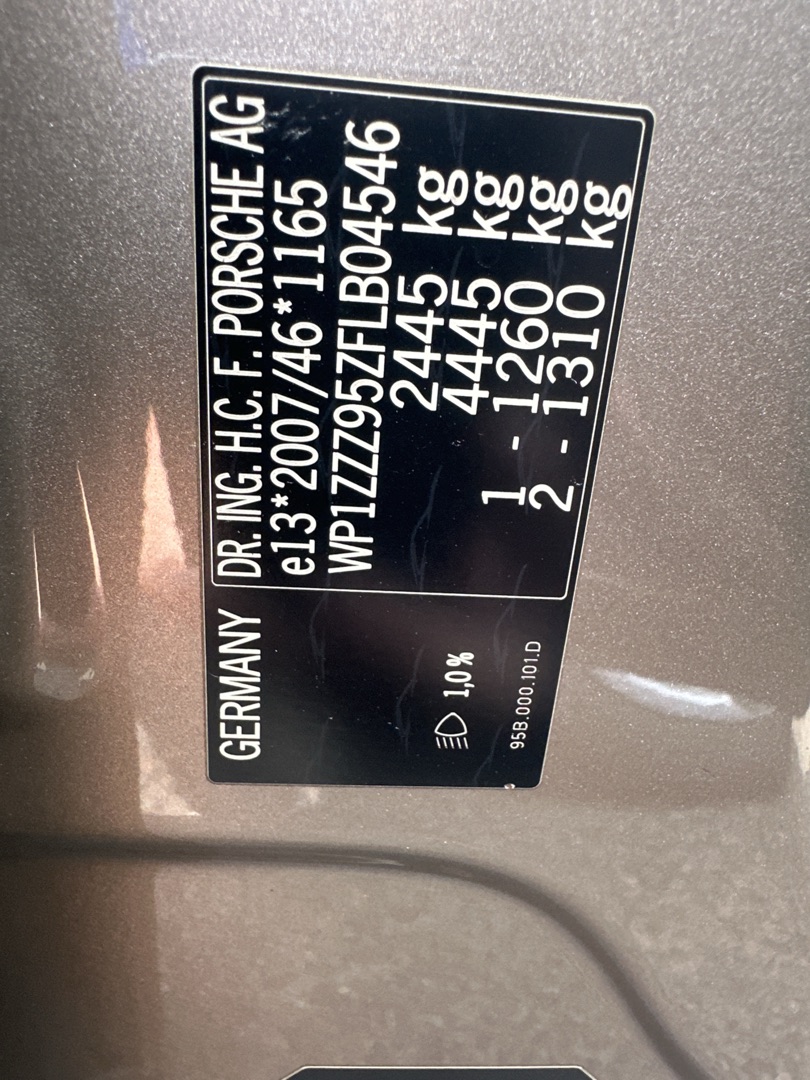 GERMANY DR. ING. H.C. F. PORSCHE AG
e13*2007/46*1165
WP1ZZZ95ZFLB04546
2445 kg
4445 kg
1 - 1260 kg
2 - 1310 kg
1,0%
95B.000.101.D